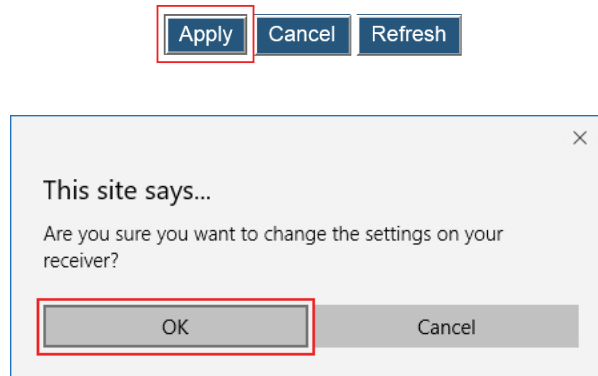 Apply Cancel Refresh
This site says...
Are you sure you want to change the settings on your
receiver?
OK Cancel